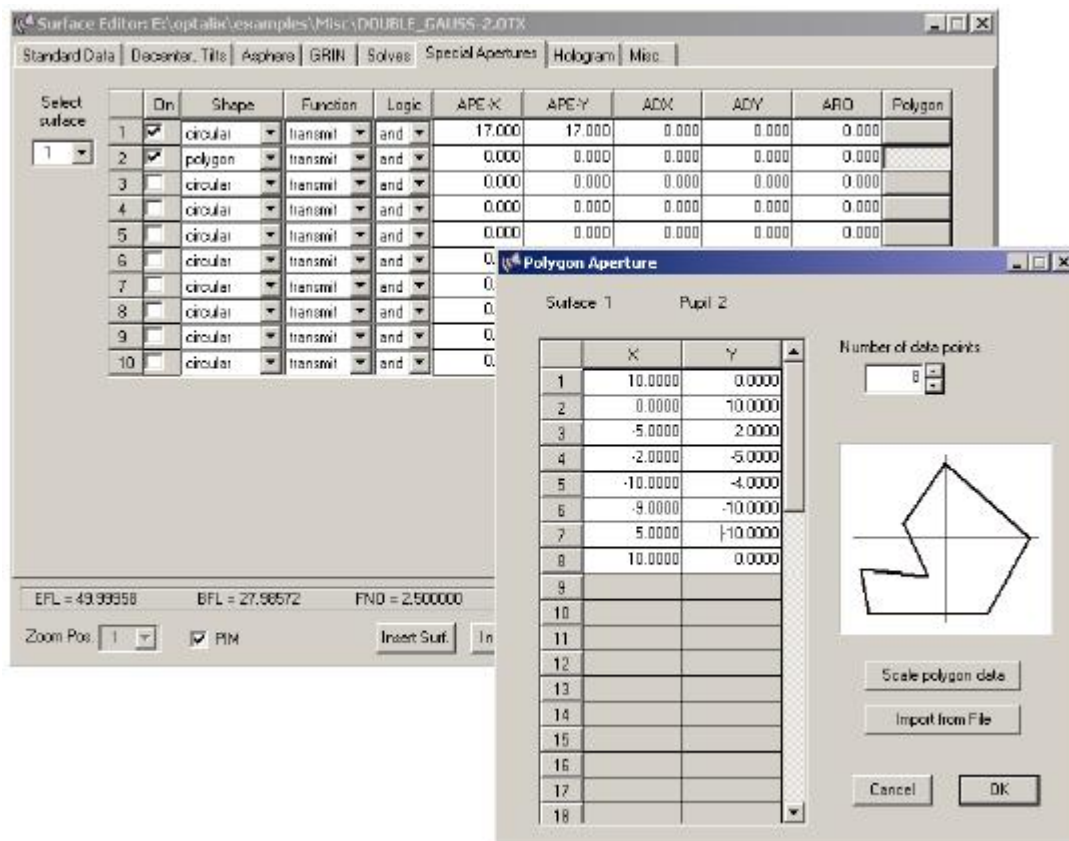 Surface Editor: E:\optalix\examples\Misc\DOUBLE_GAUSS-2.OTX
Standard Data Decenter, Tilts Asphere GRIN Solves Special Apertures Hologram Misc.
Select surface
1
On Shape Function Logic APE-X APE-Y ADX ADY ARO Polygon
1 circular transmit and 17.000 17.000 0.000 0.000 0.000
2 polygon transmit and 0.000 0.000 0.000 0.000 0.000
3 circular transmit and 0.000 0.000 0.000 0.000 0.000
4 circular transmit and 0.000 0.000 0.000 0.000 0.000
5 circular transmit and 0.000 0.000 0.000 0.000 0.000
6 circular transmit and 0.
7 circular transmit and 0.
8 circular transmit and 0.
9 circular transmit and 0.
10 circular transmit and 0.
EFL = 49.99958 BFL = 27.98572 FNO = 2.500000
Zoom Pos. 1 PIM Insert Surf. In
Polygon Aperture
Surface 1 Pupil 2
X Y
1 10.0000 0.0000
2 0.0000 10.0000
3 -5.0000 2.0000
4 -2.0000 -5.0000
5 -10.0000 -4.0000
6 -9.0000 -10.0000
7 5.0000 -10.0000
8 10.0000 0.0000
9
10
11
12
13
14
15
16
17
18
Number of data points
8
Scale polygon data
Import from File
Cancel OK